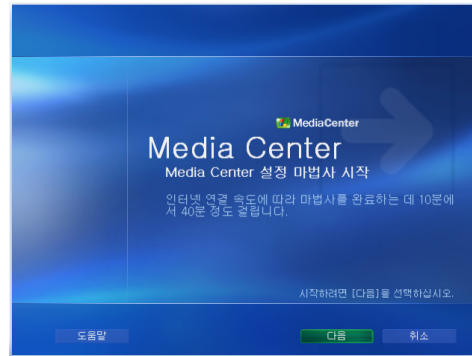 MediaCenter
Media Center
Media Center 설정 마법사 시작
인터넷 연결 속도에 따라 마법사를 완료하는 데 10분에
서 40분 정도 걸립니다.
시작하려면 [다음]을 선택하십시오.
도움말 다음 취소